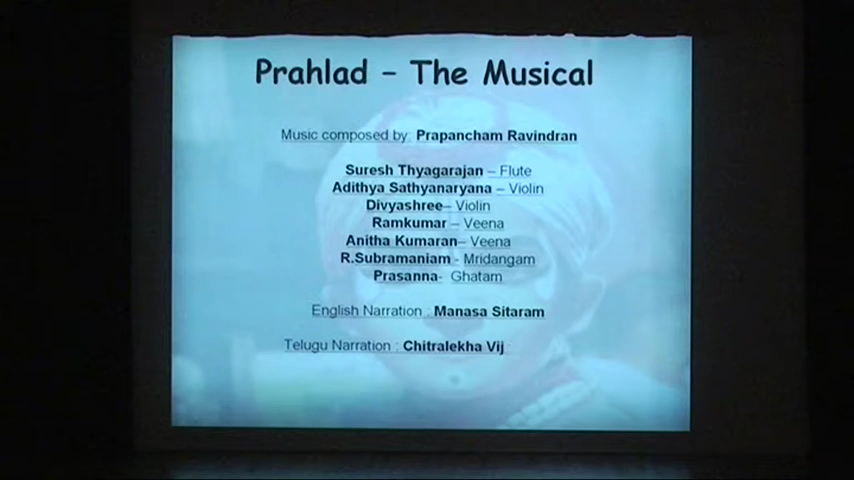 Prahlad – The Musical
Music composed by: Prapancham Ravindran
Suresh Thyagarajan – Flute
Adithya Sathyanaryana – Violin
Divyashree– Violin
Ramkumar – Veena
Anitha Kumaran– Veena
R.Subramaniam - Mridangam
Prasanna- Ghatam
English Narration : Manasa Sitaram
Telugu Narration : Chitralekha Vij